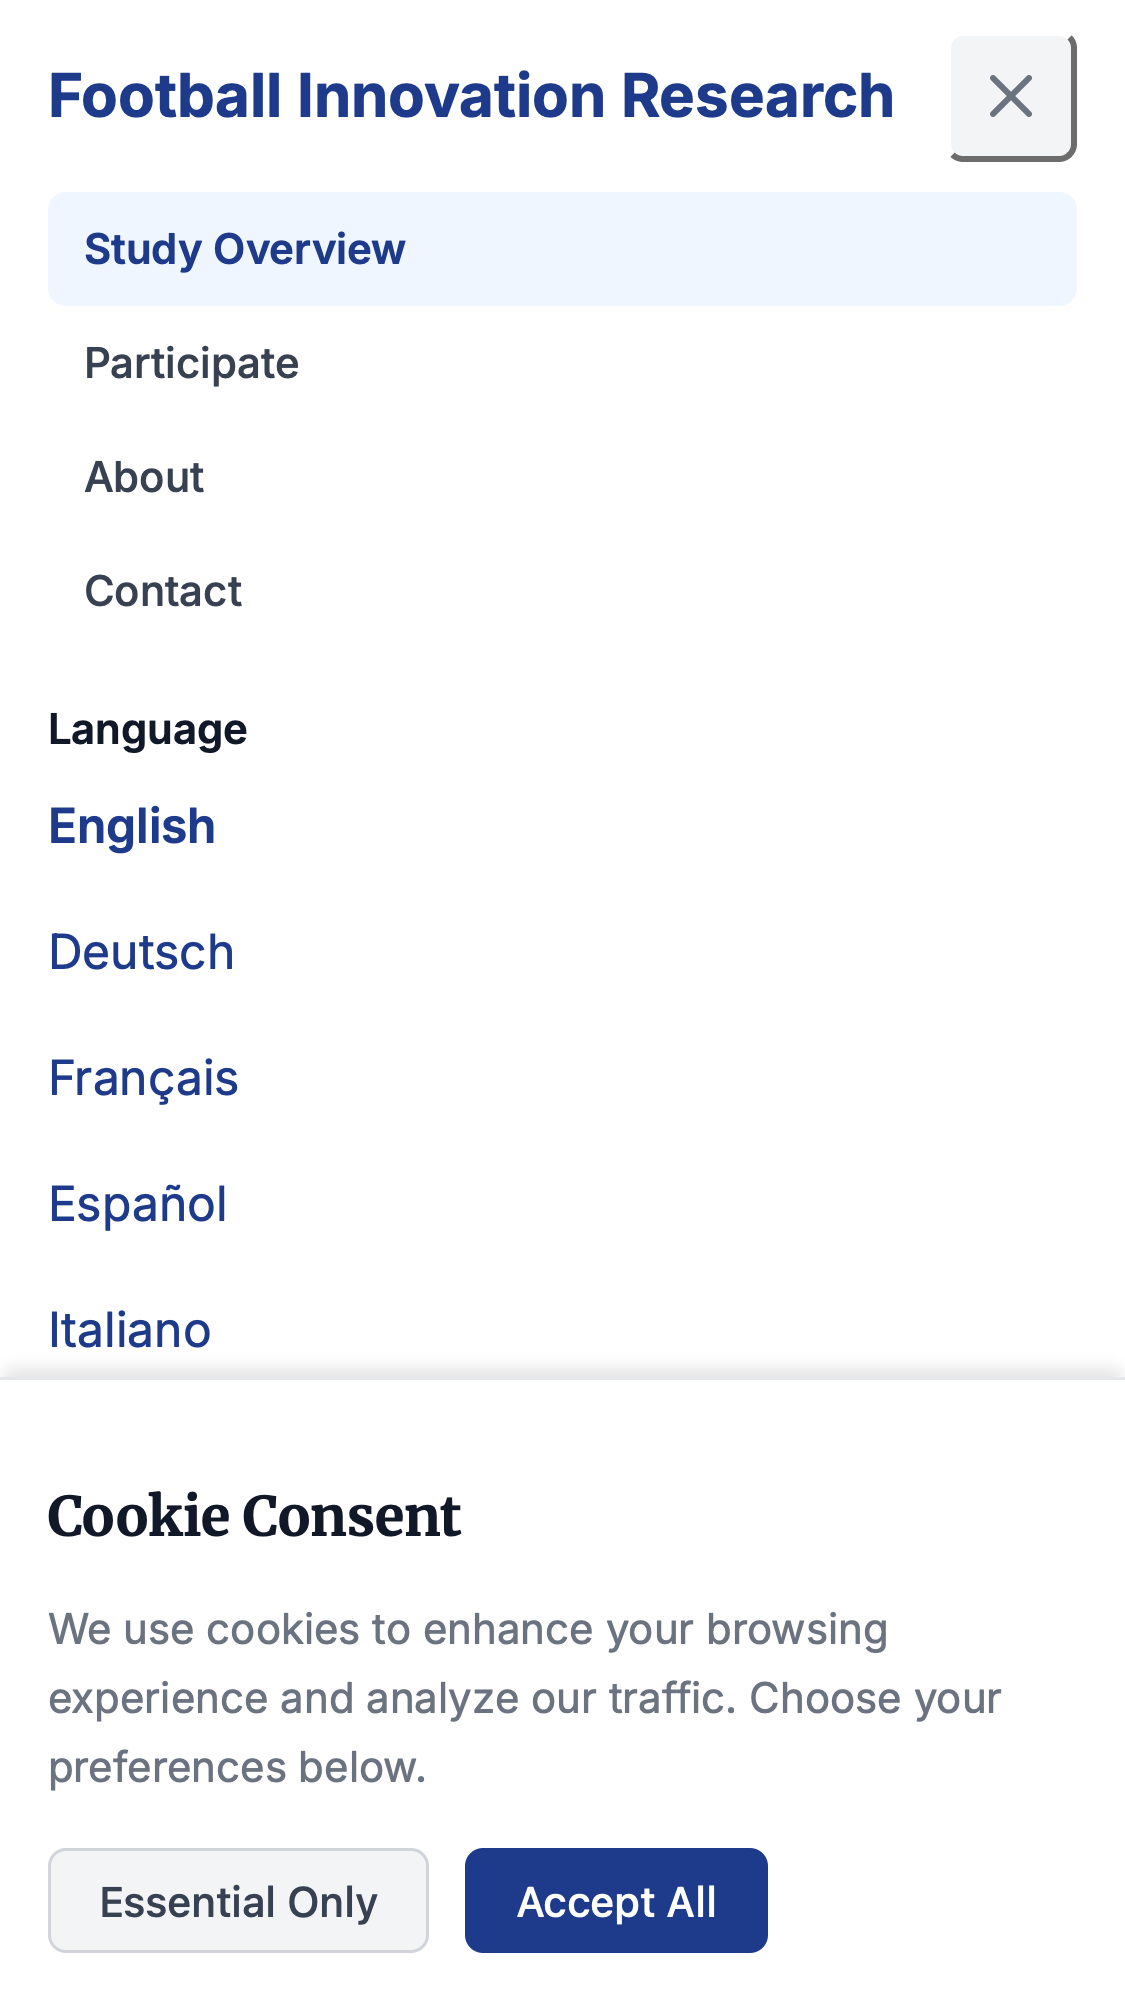 Football Innovation Research
Study Overview
Participate
About
Contact
Language
English
Deutsch
Français
Español
Italiano
Cookie Consent
We use cookies to enhance your browsing
experience and analyze our traffic. Choose your
preferences below.
Essential Only
Accept All